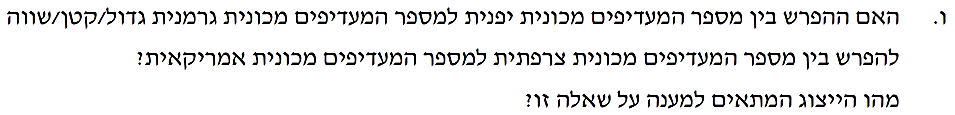 ו. האם ההפרש בין מספר המעדיפים מכונית יפנית למספר המעדיפים מכונית גרמנית גדול/קטן/שווה
להפרש בין מספר המעדיפים מכונית צרפתית למספר המעדיפים מכונית אמריקאית?
מהו הייצוג המתאים למענה על שאלה זו?